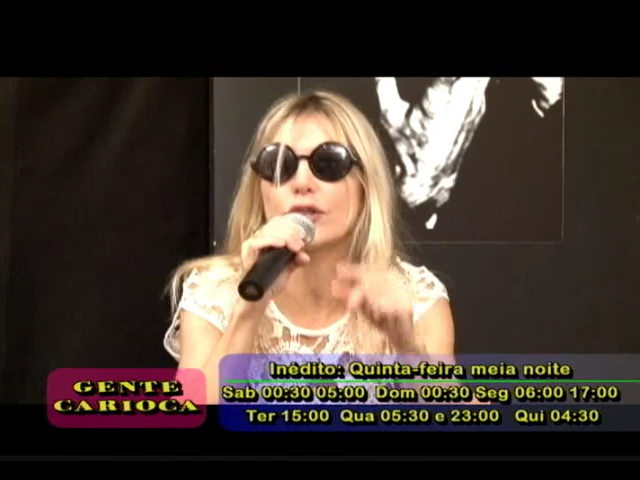 GENTE
CARIOCA
Inédito: Quinta-feira meia noite
Sab 00:30 05:00 Dom 00:30 Seg 06:00 17:00
Ter 15:00 Qua 05:30 e 23:00 Qui 04:30